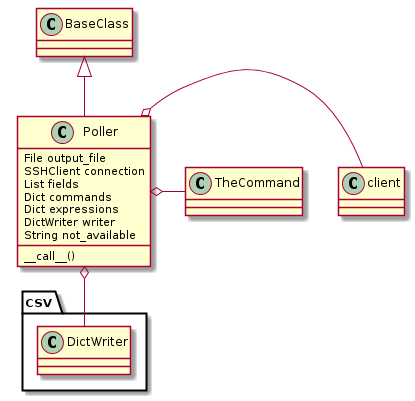 C BaseClass
C Poller
File output_file
SSHClient connection
List fields
Dict commands
Dict expressions
DictWriter writer
String not_available
__call__()
C TheCommand
C client
CSV
C DictWriter